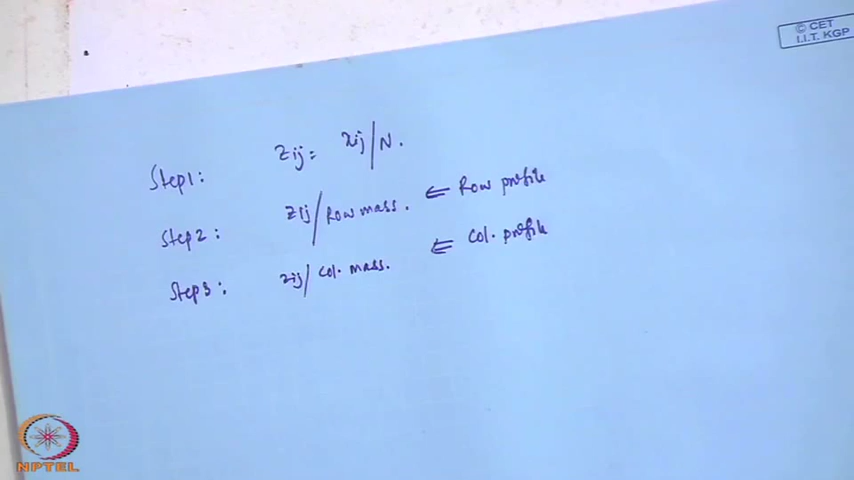 © CET
I.I.T. KGP
Step1: zij = xij/N.
Step2: zij/Row mass. ⇐ Row profile
Step3: zij/col. mass. ⇐ col. profile
NPTEL